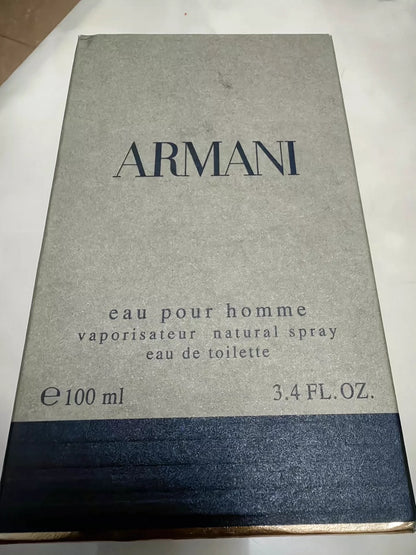 ARMANI
eau pour homme
vaporisateur natural spray
eau de toilette
℮100 ml
3.4 FL.OZ.